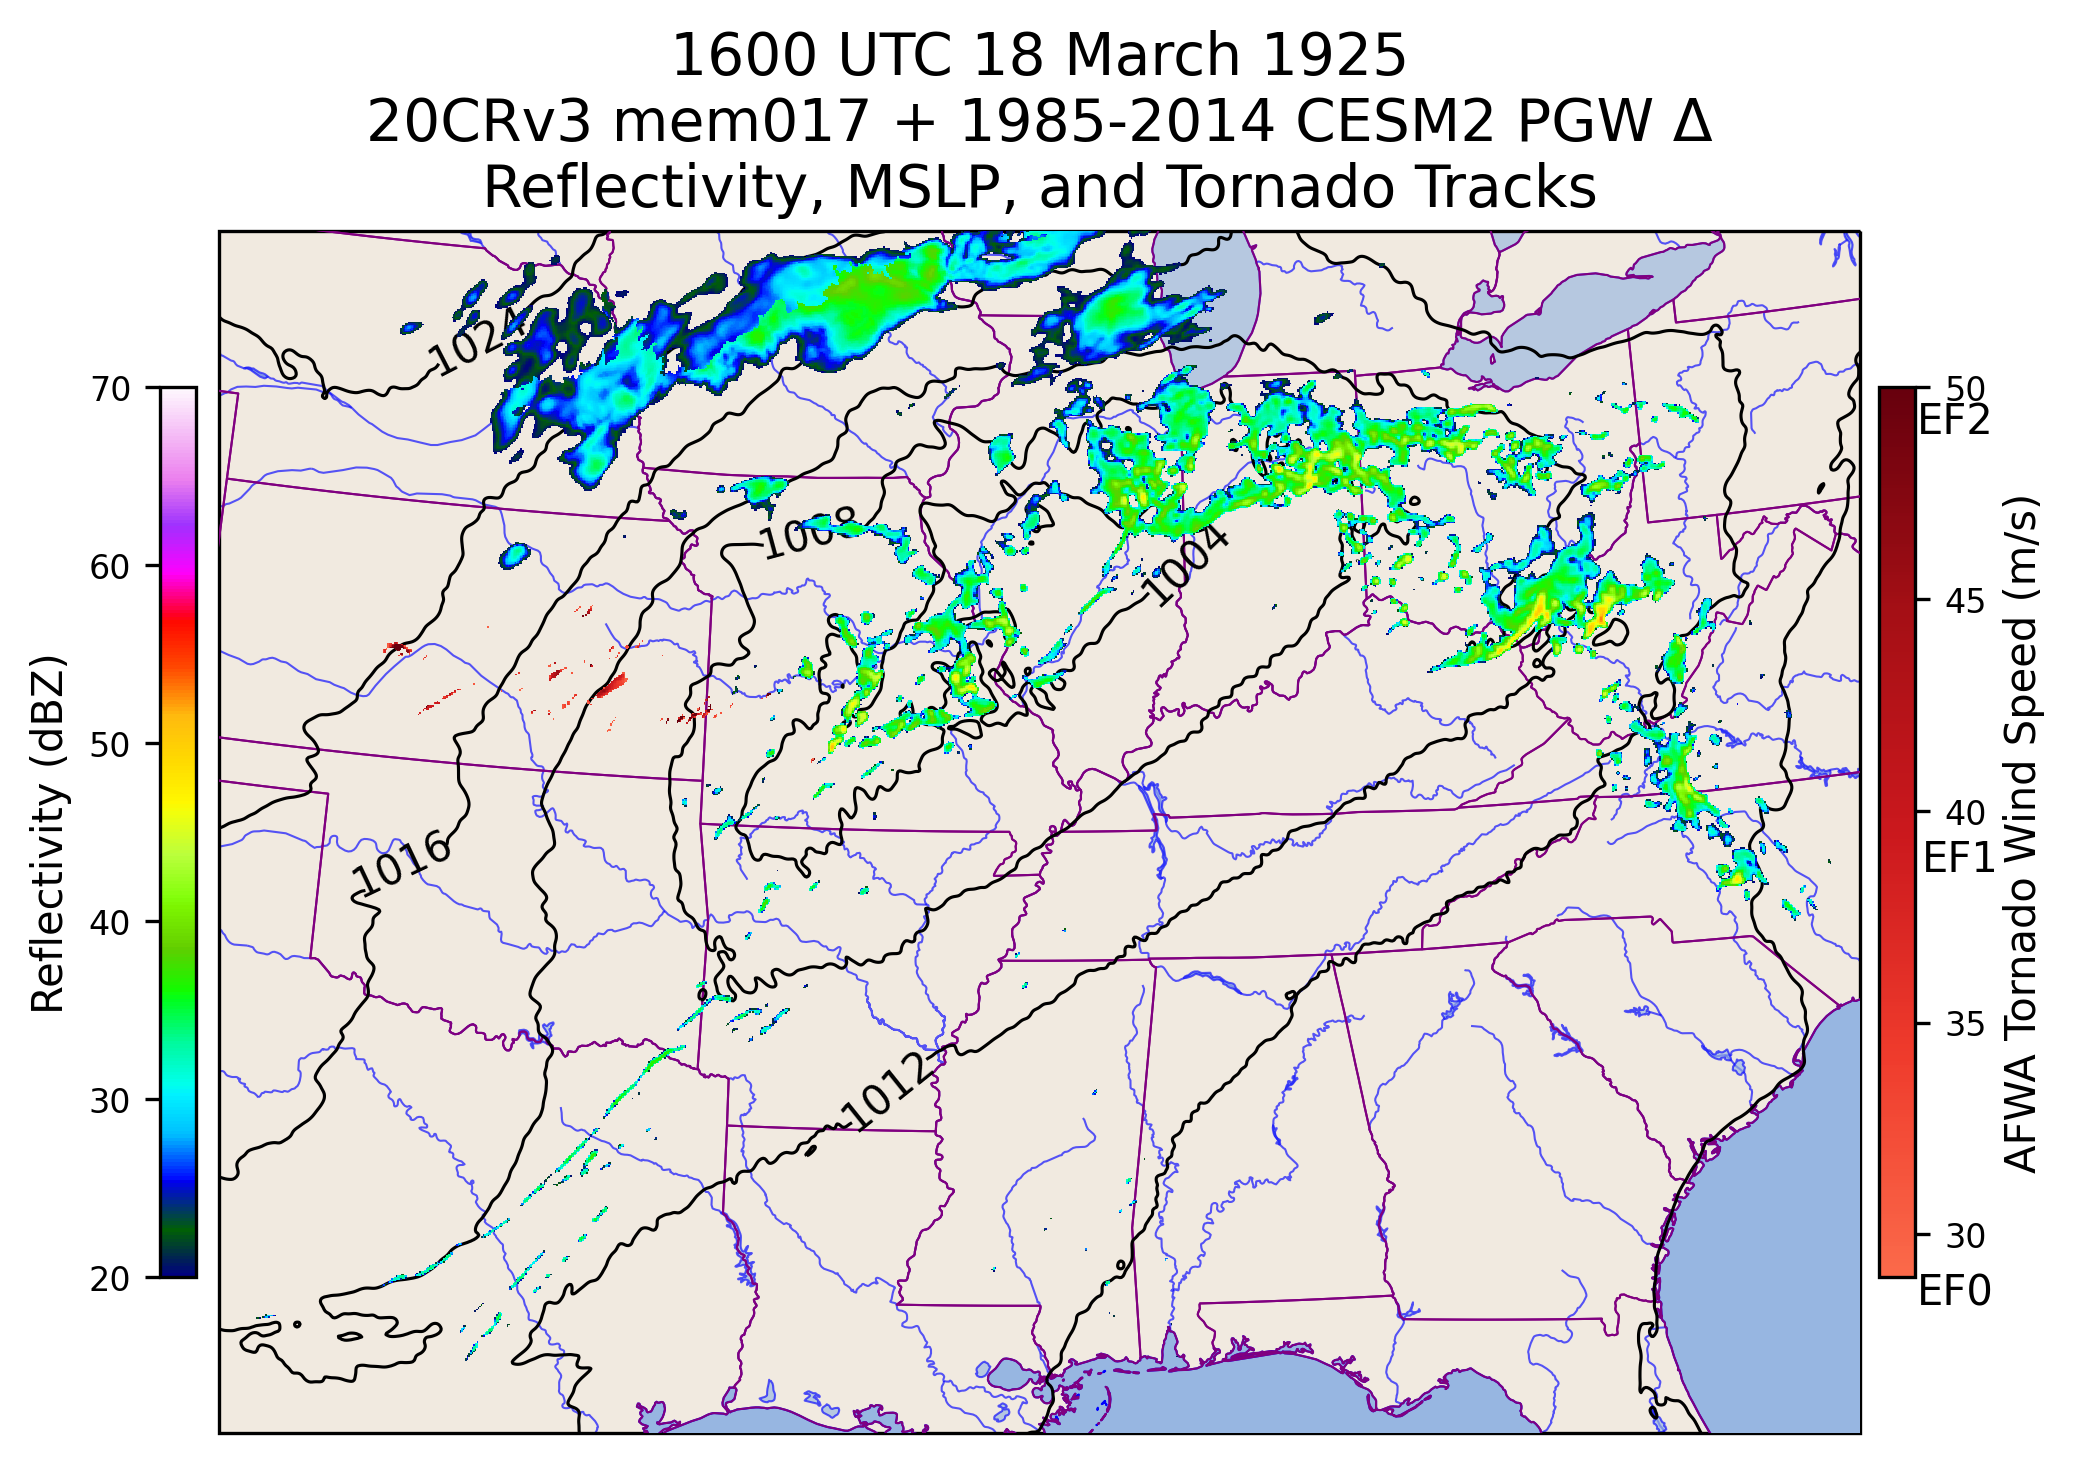 1600 UTC 18 March 1925
20CRv3 mem017 + 1985-2014 CESM2 PGW Δ
Reflectivity, MSLP, and Tornado Tracks
70
60
50
40
30
20
Reflectivity (dBZ)
1024
1008
1004
1016
1012
50
EF2
45
40
EF1
35
30
EF0
AFWA Tornado Wind Speed (m/s)